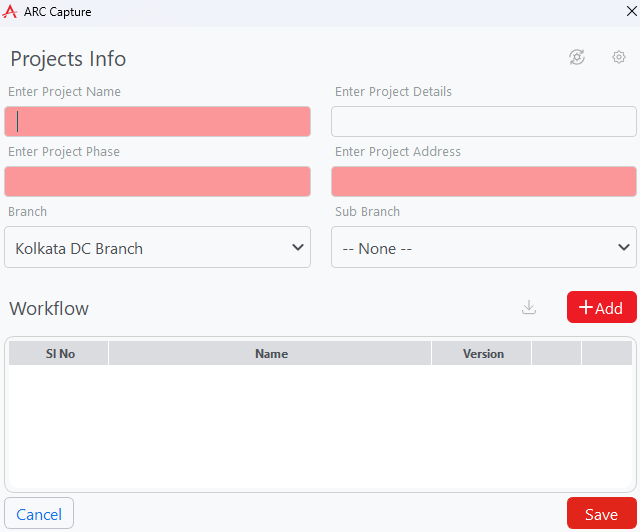 ARC Capture
Projects Info
Enter Project Name
Enter Project Details
Enter Project Phase
Enter Project Address
Branch
Sub Branch
Kolkata DC Branch
-- None --
Workflow
+Add
Sl No Name Version
Cancel
Save